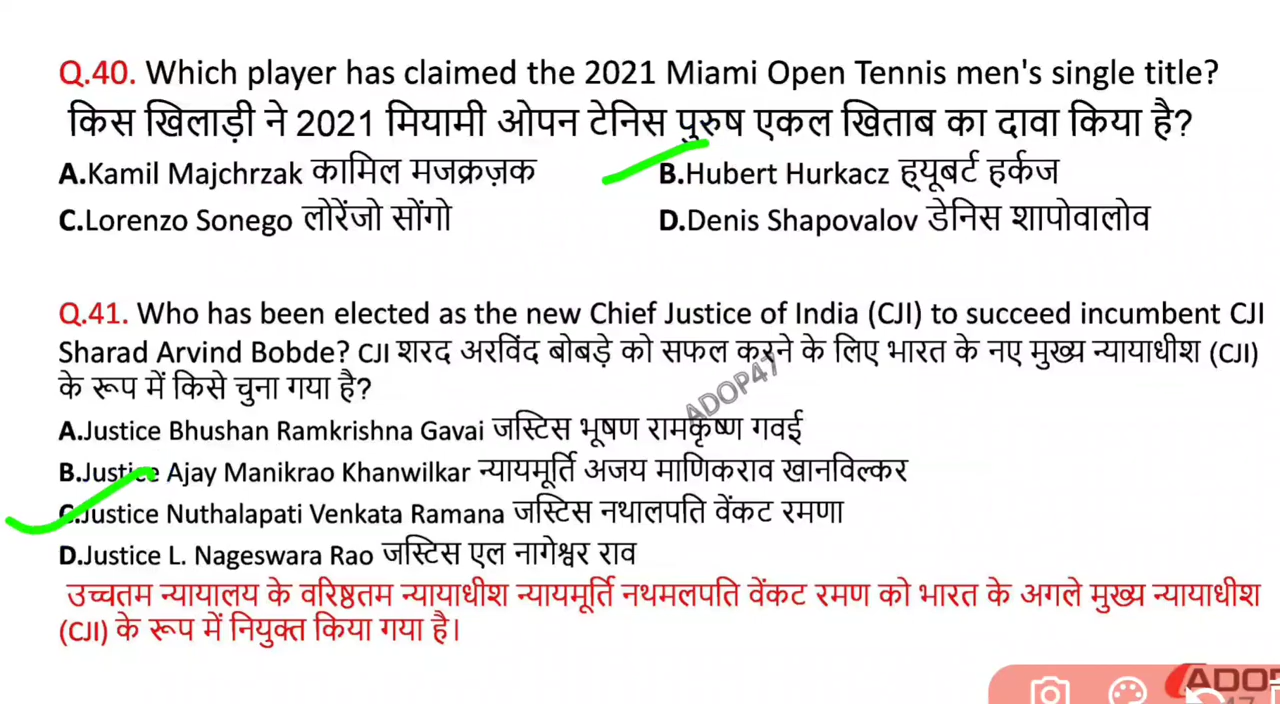 Q.40. Which player has claimed the 2021 Miami Open Tennis men's single title?
किस खिलाड़ी ने 2021 मियामी ओपन टेनिस पुरुष एकल खिताब का दावा किया है?
A.Kamil Majchrzak कामिल मजक्रज़क B.Hubert Hurkacz ह्यूबर्ट हर्कज
C.Lorenzo Sonego लोरेंजो सोंगो D.Denis Shapovalov डेनिस शापोवालोव
Q.41. Who has been elected as the new Chief Justice of India (CJI) to succeed incumbent CJI
Sharad Arvind Bobde? CJI शरद अरविंद बोबड़े को सफल करने के लिए भारत के नए मुख्य न्यायाधीश (CJI)
के रूप में किसे चुना गया है?
ADOP47
A.Justice Bhushan Ramkrishna Gavai जस्टिस भूषण रामकृष्ण गवई
B.Justice Ajay Manikrao Khanwilkar न्यायमूर्ति अजय माणिकराव खानविल्कर
C.Justice Nuthalapati Venkata Ramana जस्टिस नथालपति वेंकट रमणा
D.Justice L. Nageswara Rao जस्टिस एल नागेश्वर राव
उच्चतम न्यायालय के वरिष्ठतम न्यायाधीश न्यायमूर्ति नथमलपति वेंकट रमण को भारत के अगले मुख्य न्यायाधीश
(CJI) के रूप में नियुक्त किया गया है।